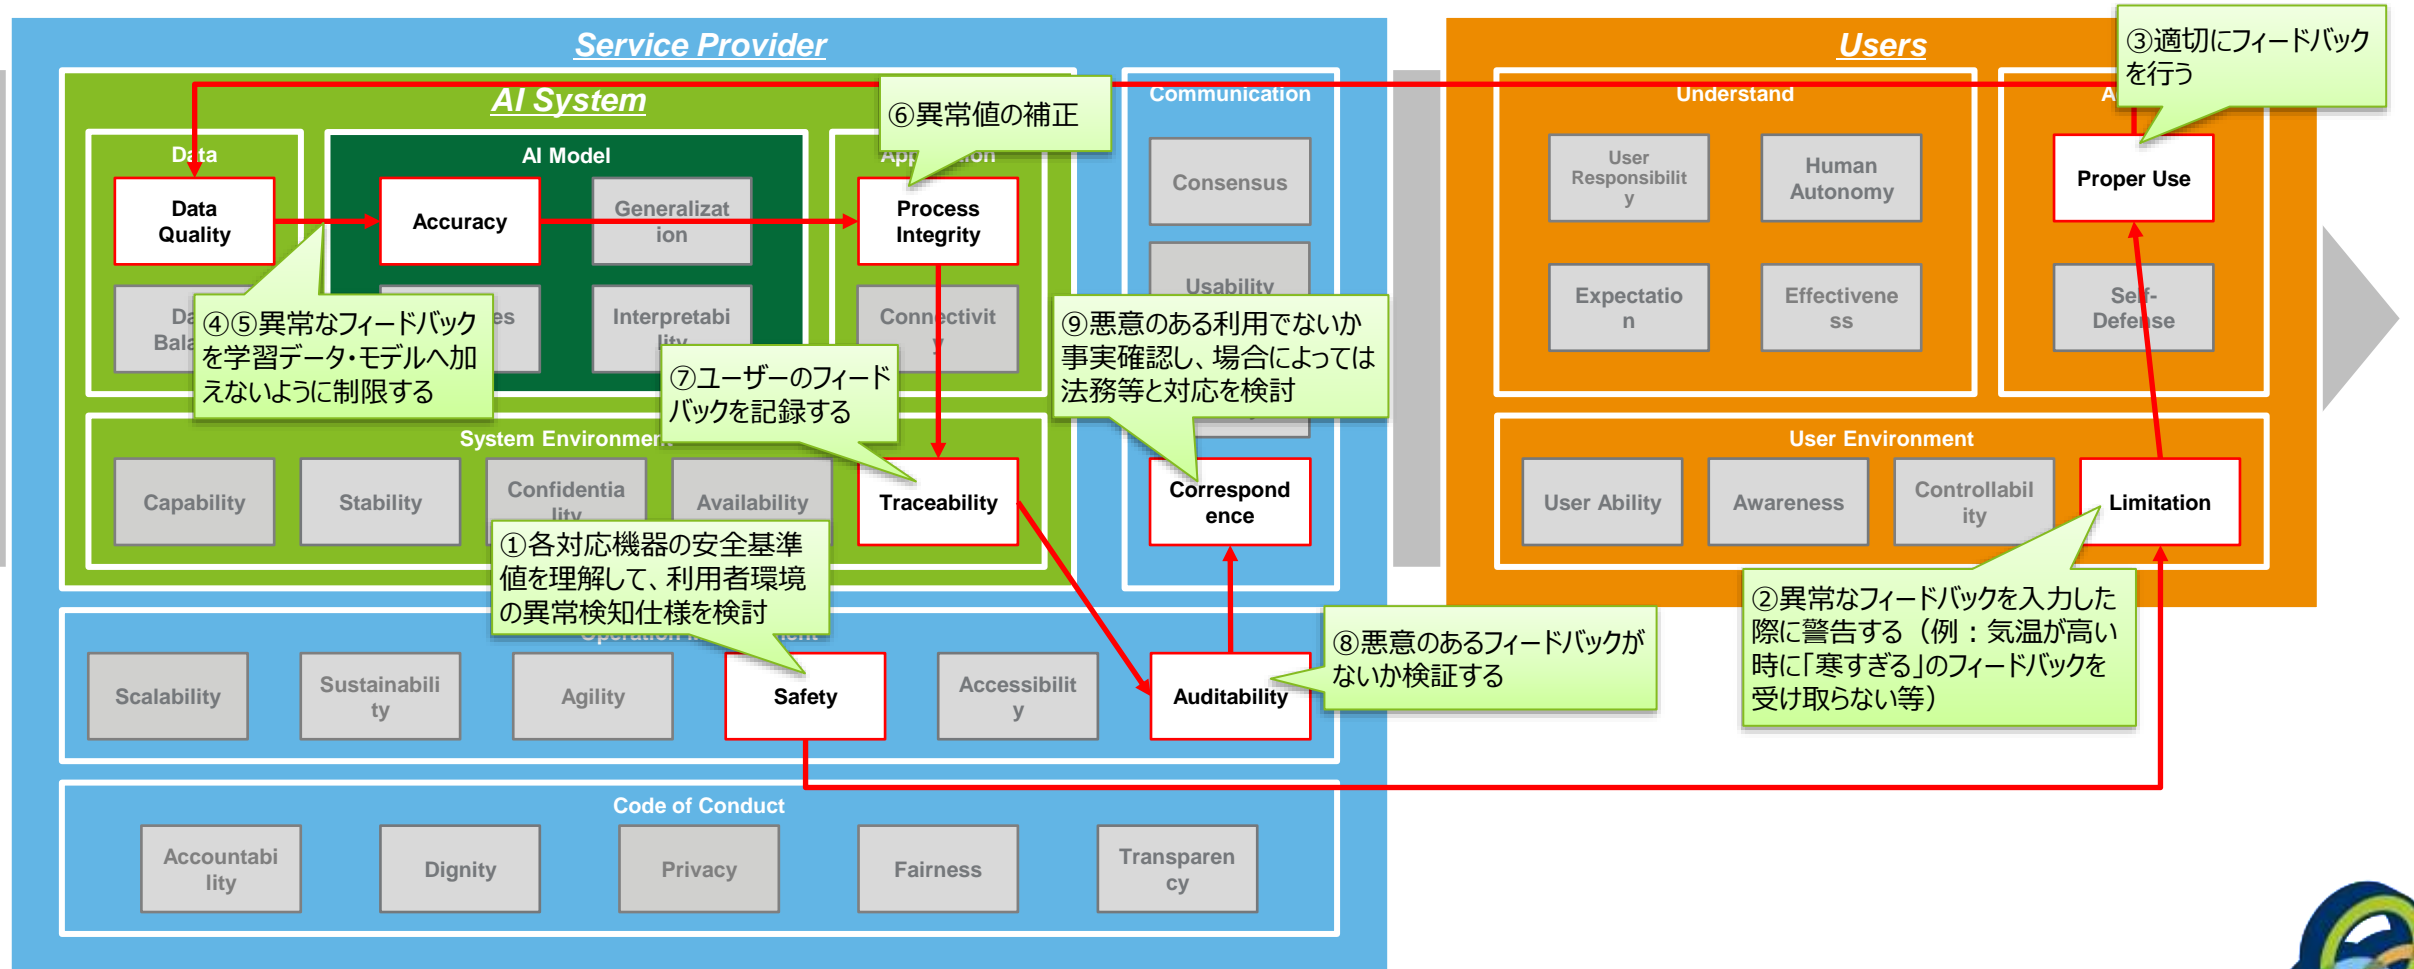 Service Provider
Users
③適切にフィードバック
を行う
AI System
⑥異常値の補正
Communication
Understand
Data
AI Model
Consensus
User
Responsibilit
y
Human
Autonomy
Proper Use
Data
Quality
Accuracy
Generalizat
ion
Process
Integrity
Usability
Expectatio
n
Effectivene
ss
Self-
Defense
④⑤異常なフィードバック
を学習データ・モデルへ加
えないように制限する
Interpretabi
lity
Connectivit
y
⑨悪意のある利用でないか
事実確認し、場合によっては
法務等と対応を検討
⑦ユーザーのフィード
バックを記録する
System Environment
User Environment
Capability
Stability
Confidentia
lity
Availability
Traceability
Correspond
ence
User Ability
Awareness
Controllabil
ity
Limitation
①各対応機器の安全基準
値を理解して、利用者環境
の異常検知仕様を検討
②異常なフィードバックを入力した
際に警告する（例：気温が高い
時に「寒すぎる」のフィードバックを
受け取らない等）
⑧悪意のあるフィードバックが
ないか検証する
Scalability
Sustainabili
ty
Agility
Safety
Accessibilit
y
Auditability
Code of Conduct
Accountabi
lity
Dignity
Privacy
Fairness
Transparen
cy